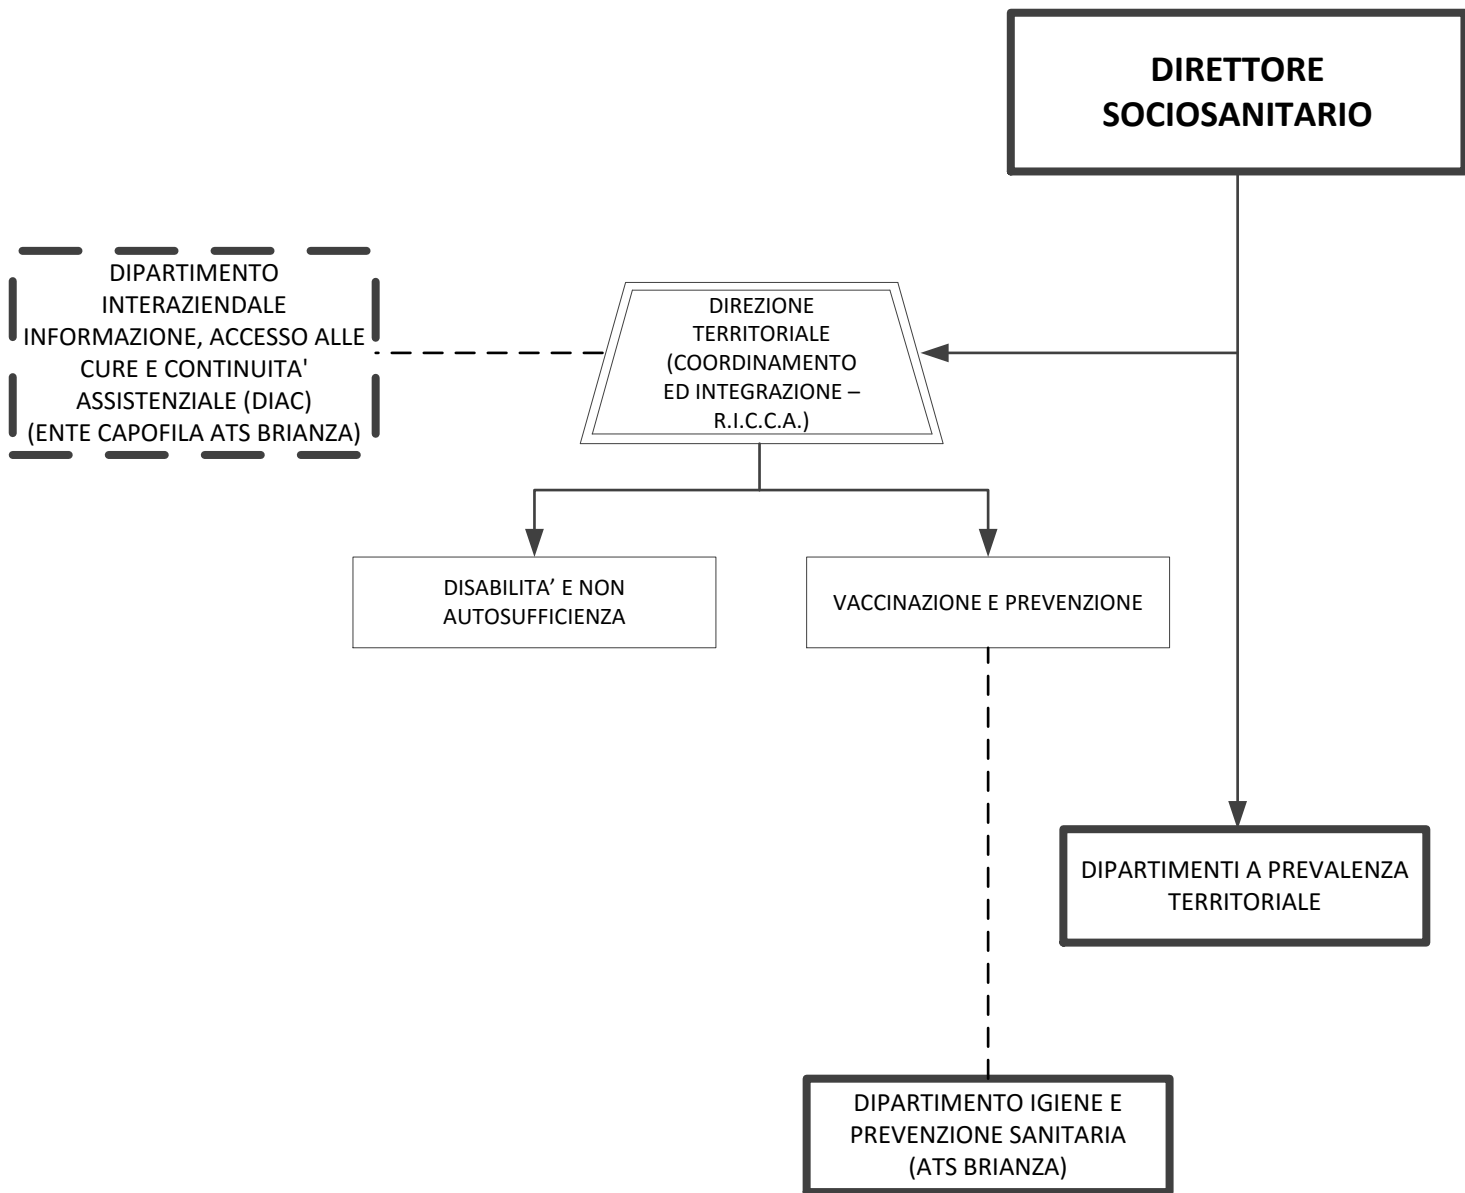 DIRETTORE
SOCIOSANITARIO
DIPARTIMENTO
INTERAZIENDALE
INFORMAZIONE, ACCESSO ALLE
CURE E CONTINUITA'
ASSISTENZIALE (DIAC)
(ENTE CAPOFILA ATS BRIANZA)
DIREZIONE
TERRITORIALE
(COORDINAMENTO
ED INTEGRAZIONE –
R.I.C.C.A.)
DISABILITA’ E NON
AUTOSUFFICIENZA
VACCINAZIONE E PREVENZIONE
DIPARTIMENTI A PREVALENZA
TERRITORIALE
DIPARTIMENTO IGIENE E
PREVENZIONE SANITARIA
(ATS BRIANZA)